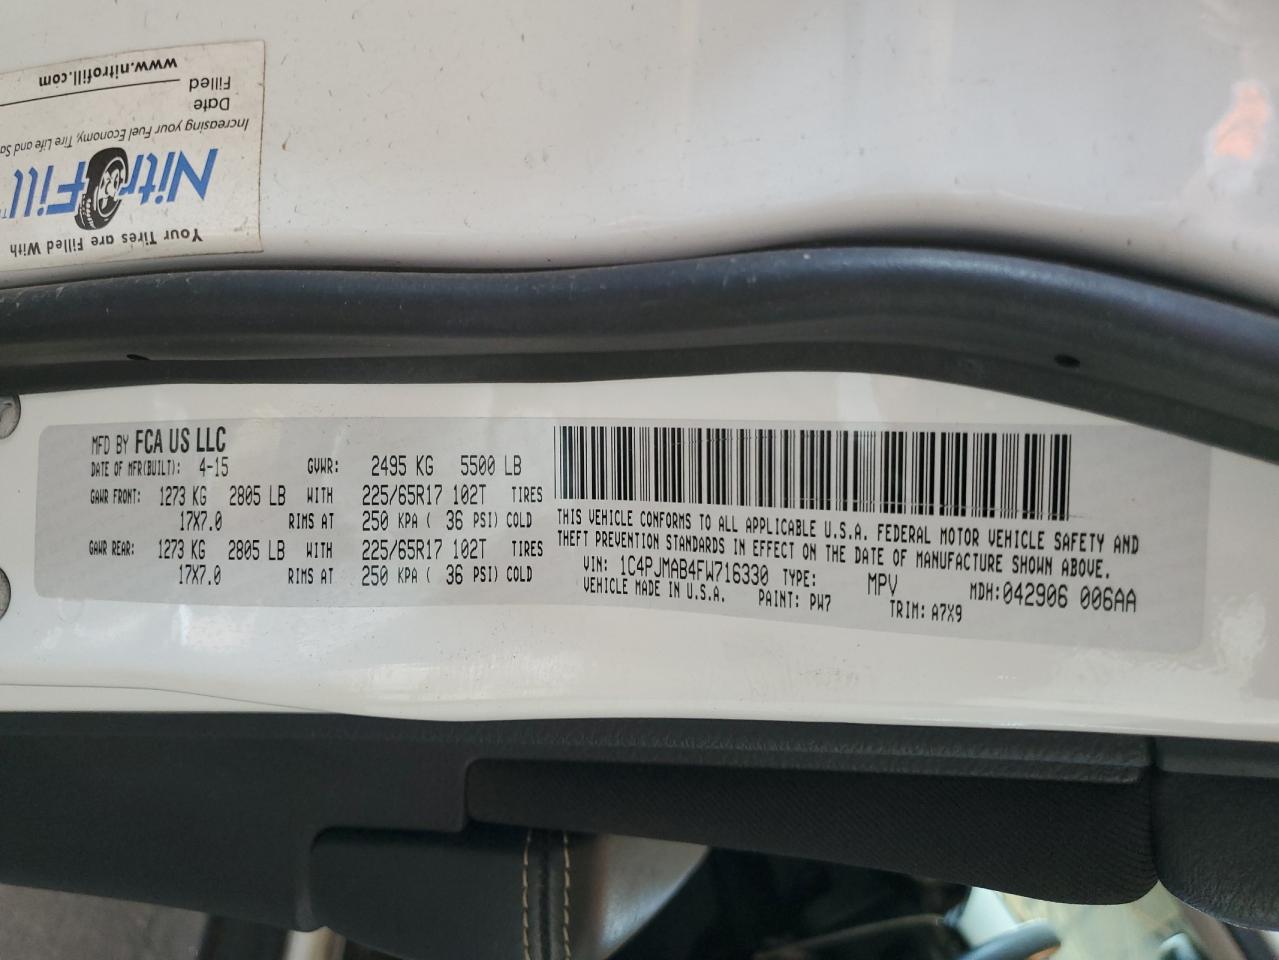 Your Tires are Filled With
NitroFill™
Increasing your Fuel Economy, Tire Life and
Date
Filled
www.nitrofill.com
MFD BY FCA US LLC
DATE OF MFR(BUILT): 4-15 GVWR: 2495 KG 5500 LB
GAWR FRONT: 1273 KG 2805 LB WITH 225/65R17 102T TIRES
17X7.0 RIMS AT 250 KPA ( 36 PSI) COLD
GAWR REAR: 1273 KG 2805 LB WITH 225/65R17 102T TIRES
17X7.0 RIMS AT 250 KPA ( 36 PSI) COLD
THIS VEHICLE CONFORMS TO ALL APPLICABLE U.S.A. FEDERAL MOTOR VEHICLE SAFETY AND
THEFT PREVENTION STANDARDS IN EFFECT ON THE DATE OF MANUFACTURE SHOWN ABOVE.
VIN: 1C4PJMAB4FW716330 TYPE: MPV MDH:042906 006AA
VEHICLE MADE IN U.S.A. PAINT: PW7 TRIM: A7X9